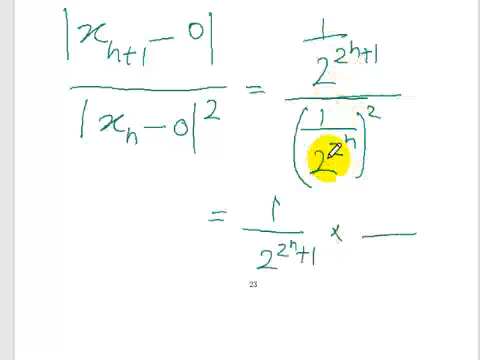 |x_{n+1} - 0| / |x_n - 0|^2 = (1 / 2^{2^{n+1}}) / (1 / 2^{2^n})^2
= 1 / 2^{2^n+1} × ___
23